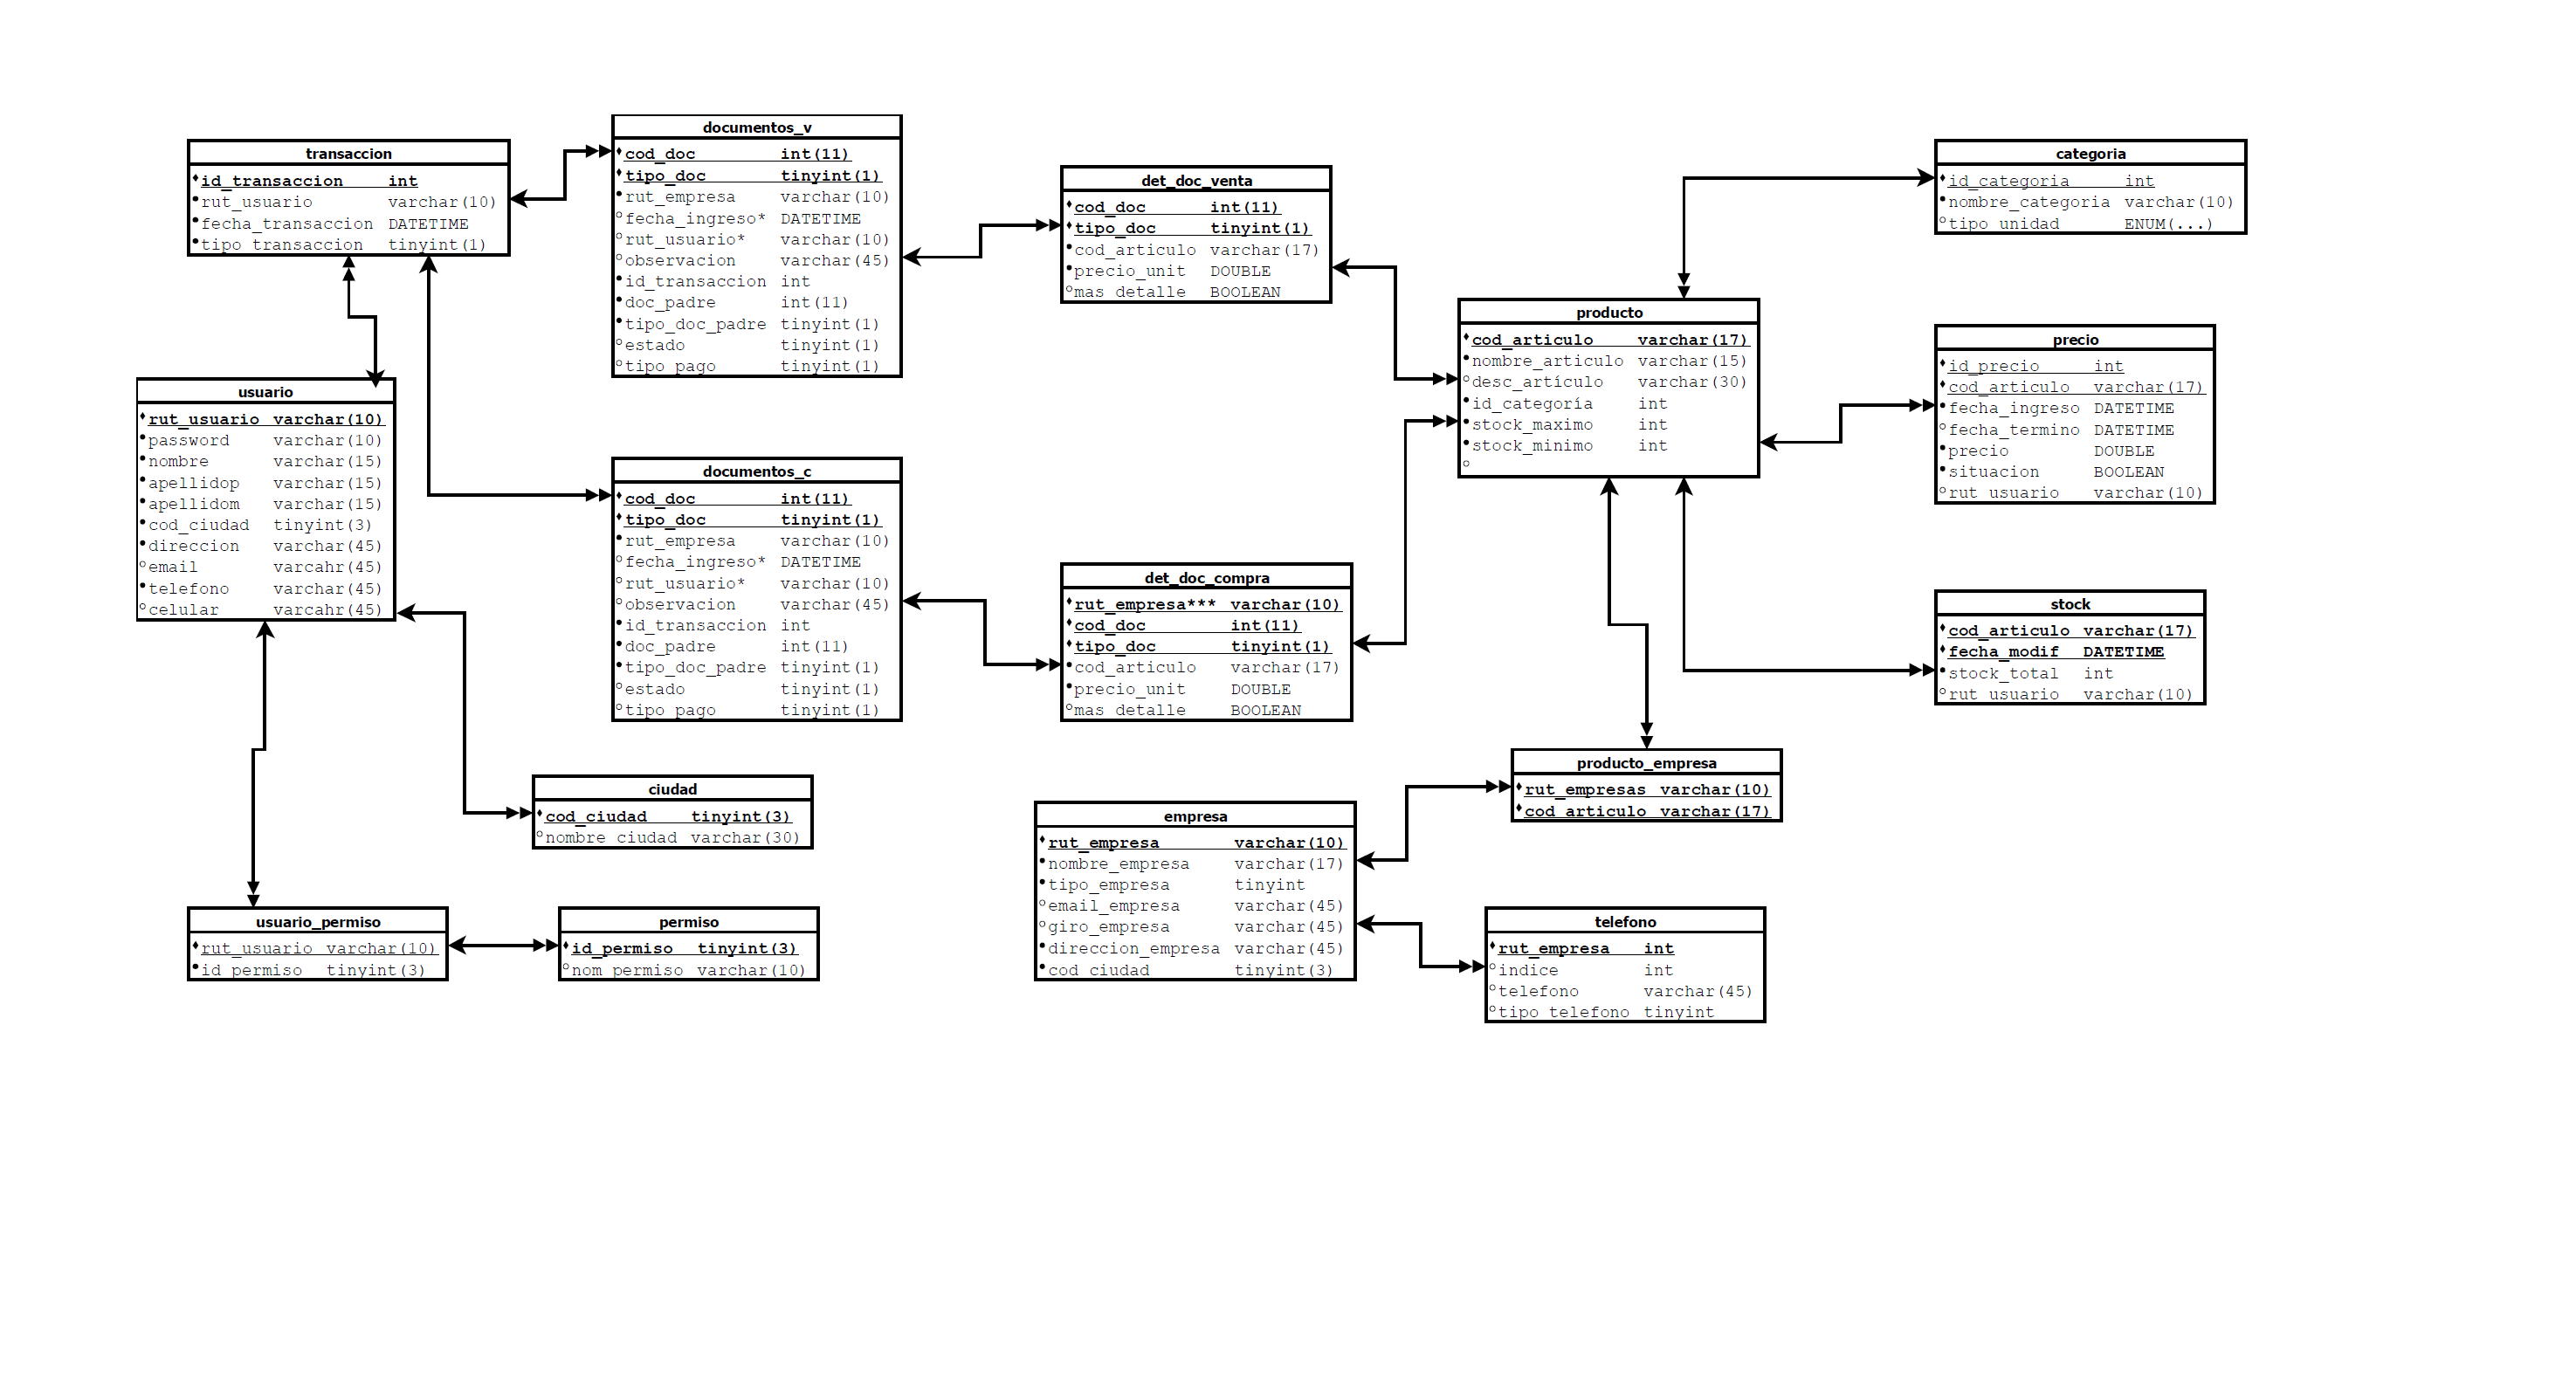 transaccion
id_transaccion int
rut_usuario varchar(10)
fecha_transaccion DATETIME
tipo_transaccion tinyint(1)
documentos_v
cod_doc int(11)
tipo_doc tinyint(1)
rut_empresa varchar(10)
fecha_ingreso* DATETIME
rut_usuario* varchar(10)
observacion varchar(45)
id_transaccion int
doc_padre int(11)
tipo_doc_padre tinyint(1)
estado tinyint(1)
tipo_pago tinyint(1)
det_doc_venta
cod_doc int(11)
tipo_doc tinyint(1)
cod_articulo varchar(17)
precio_unit DOUBLE
mas_detalle BOOLEAN
categoria
id_categoria int
nombre_categoria varchar(10)
tipo_unidad ENUM(...)
producto
cod_articulo varchar(17)
nombre_articulo varchar(15)
desc_artículo varchar(30)
id_categoría int
stock_maximo int
stock_minimo int
precio
id_precio int
cod_articulo varchar(17)
fecha_ingreso DATETIME
fecha_termino DATETIME
precio DOUBLE
situacion BOOLEAN
rut_usuario varchar(10)
usuario
rut_usuario varchar(10)
password varchar(10)
nombre varchar(15)
apellidop varchar(15)
apellidom varchar(15)
cod_ciudad tinyint(3)
direccion varchar(45)
email varcahr(45)
telefono varchar(45)
celular varcahr(45)
documentos_c
cod_doc int(11)
tipo_doc tinyint(1)
rut_empresa varchar(10)
fecha_ingreso* DATETIME
rut_usuario* varchar(10)
observacion varchar(45)
id_transaccion int
doc_padre int(11)
tipo_doc_padre tinyint(1)
estado tinyint(1)
tipo_pago tinyint(1)
det_doc_compra
rut_empresa*** varchar(10)
cod_doc int(11)
tipo_doc tinyint(1)
cod_articulo varchar(17)
precio_unit DOUBLE
mas_detalle BOOLEAN
stock
cod_articulo varchar(17)
fecha_modif DATETIME
stock_total int
rut_usuario varchar(10)
ciudad
cod_ciudad tinyint(3)
nombre_ciudad varchar(30)
producto_empresa
rut_empresas varchar(10)
cod_articulo varchar(17)
empresa
rut_empresa varchar(10)
nombre_empresa varchar(17)
tipo_empresa tinyint
email_empresa varchar(45)
giro_empresa varchar(45)
direccion_empresa varchar(45)
cod_ciudad tinyint(3)
usuario_permiso
rut_usuario varchar(10)
id_permiso tinyint(3)
permiso
id_permiso tinyint(3)
nom_permiso varchar(10)
telefono
rut_empresa int
indice int
telefono varchar(45)
tipo_telefono tinyint